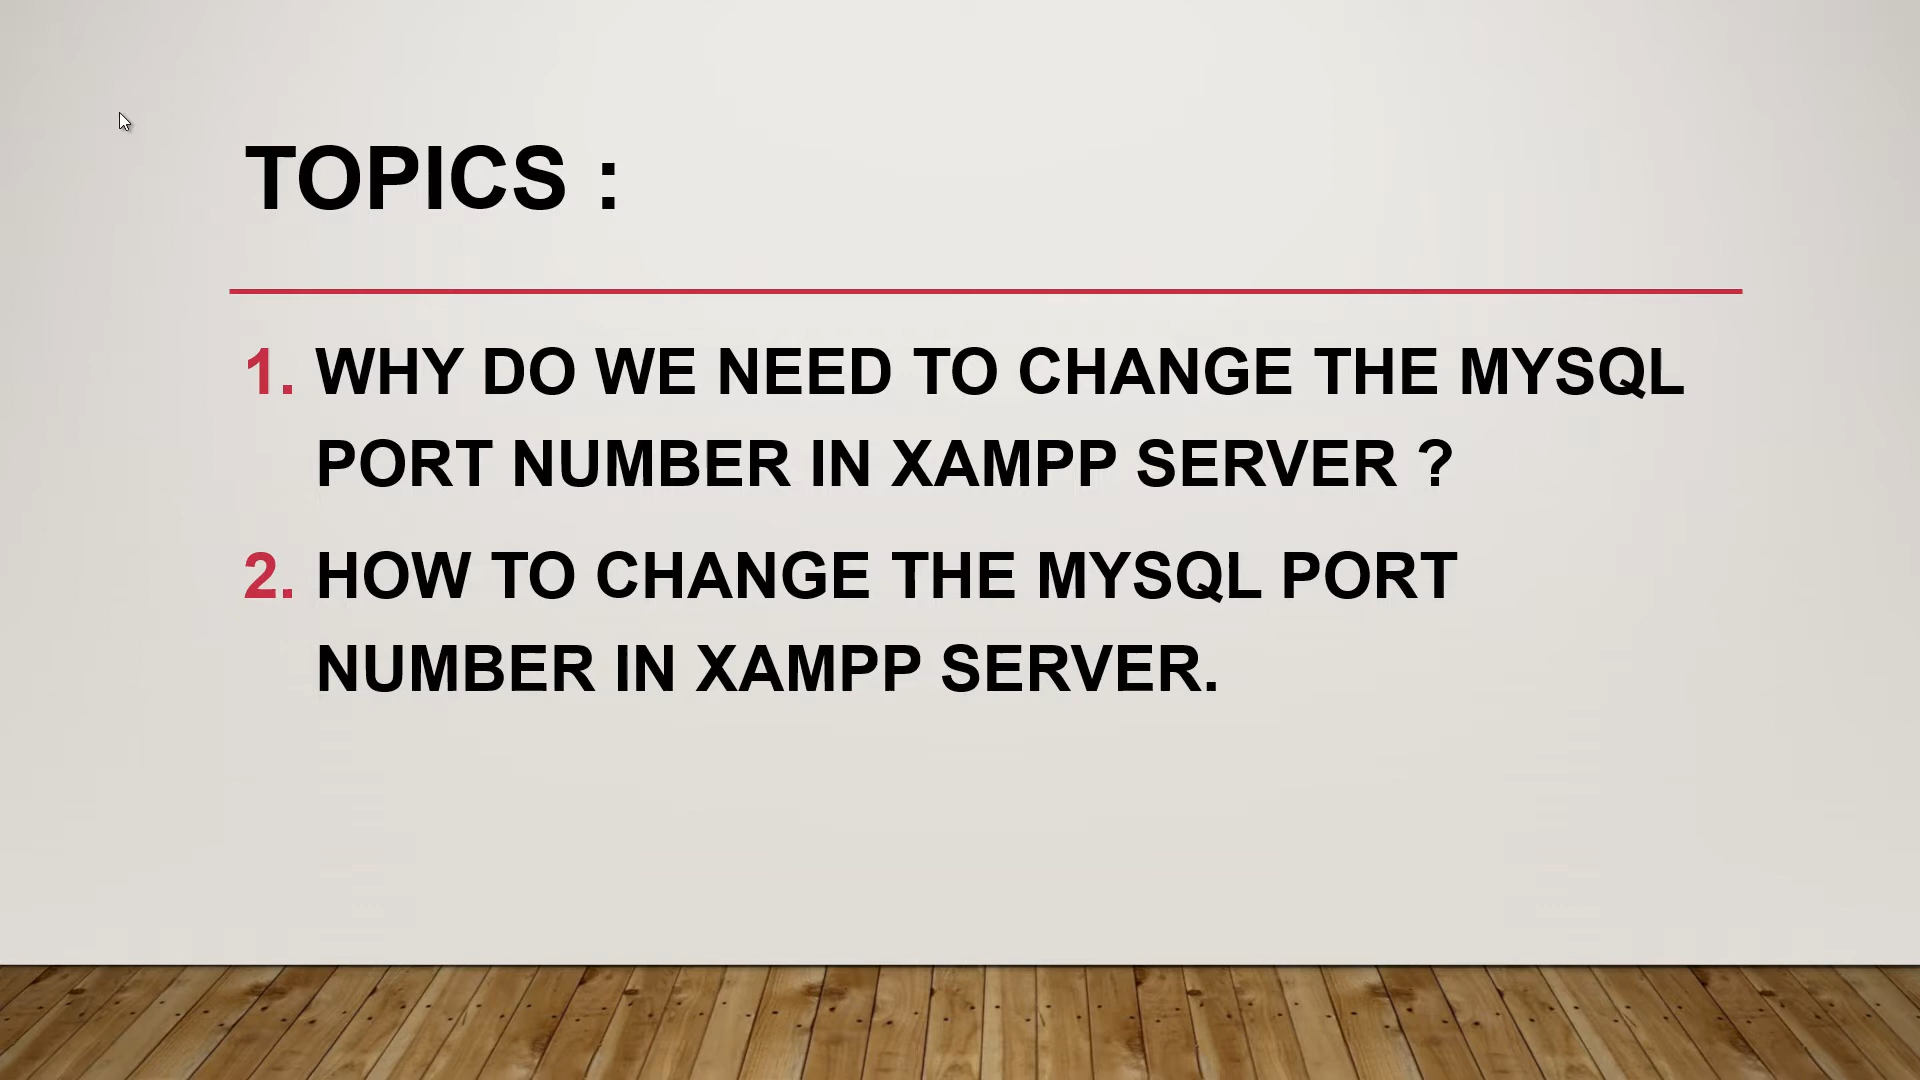 TOPICS :
1. WHY DO WE NEED TO CHANGE THE MYSQL
PORT NUMBER IN XAMPP SERVER ?
2. HOW TO CHANGE THE MYSQL PORT
NUMBER IN XAMPP SERVER.